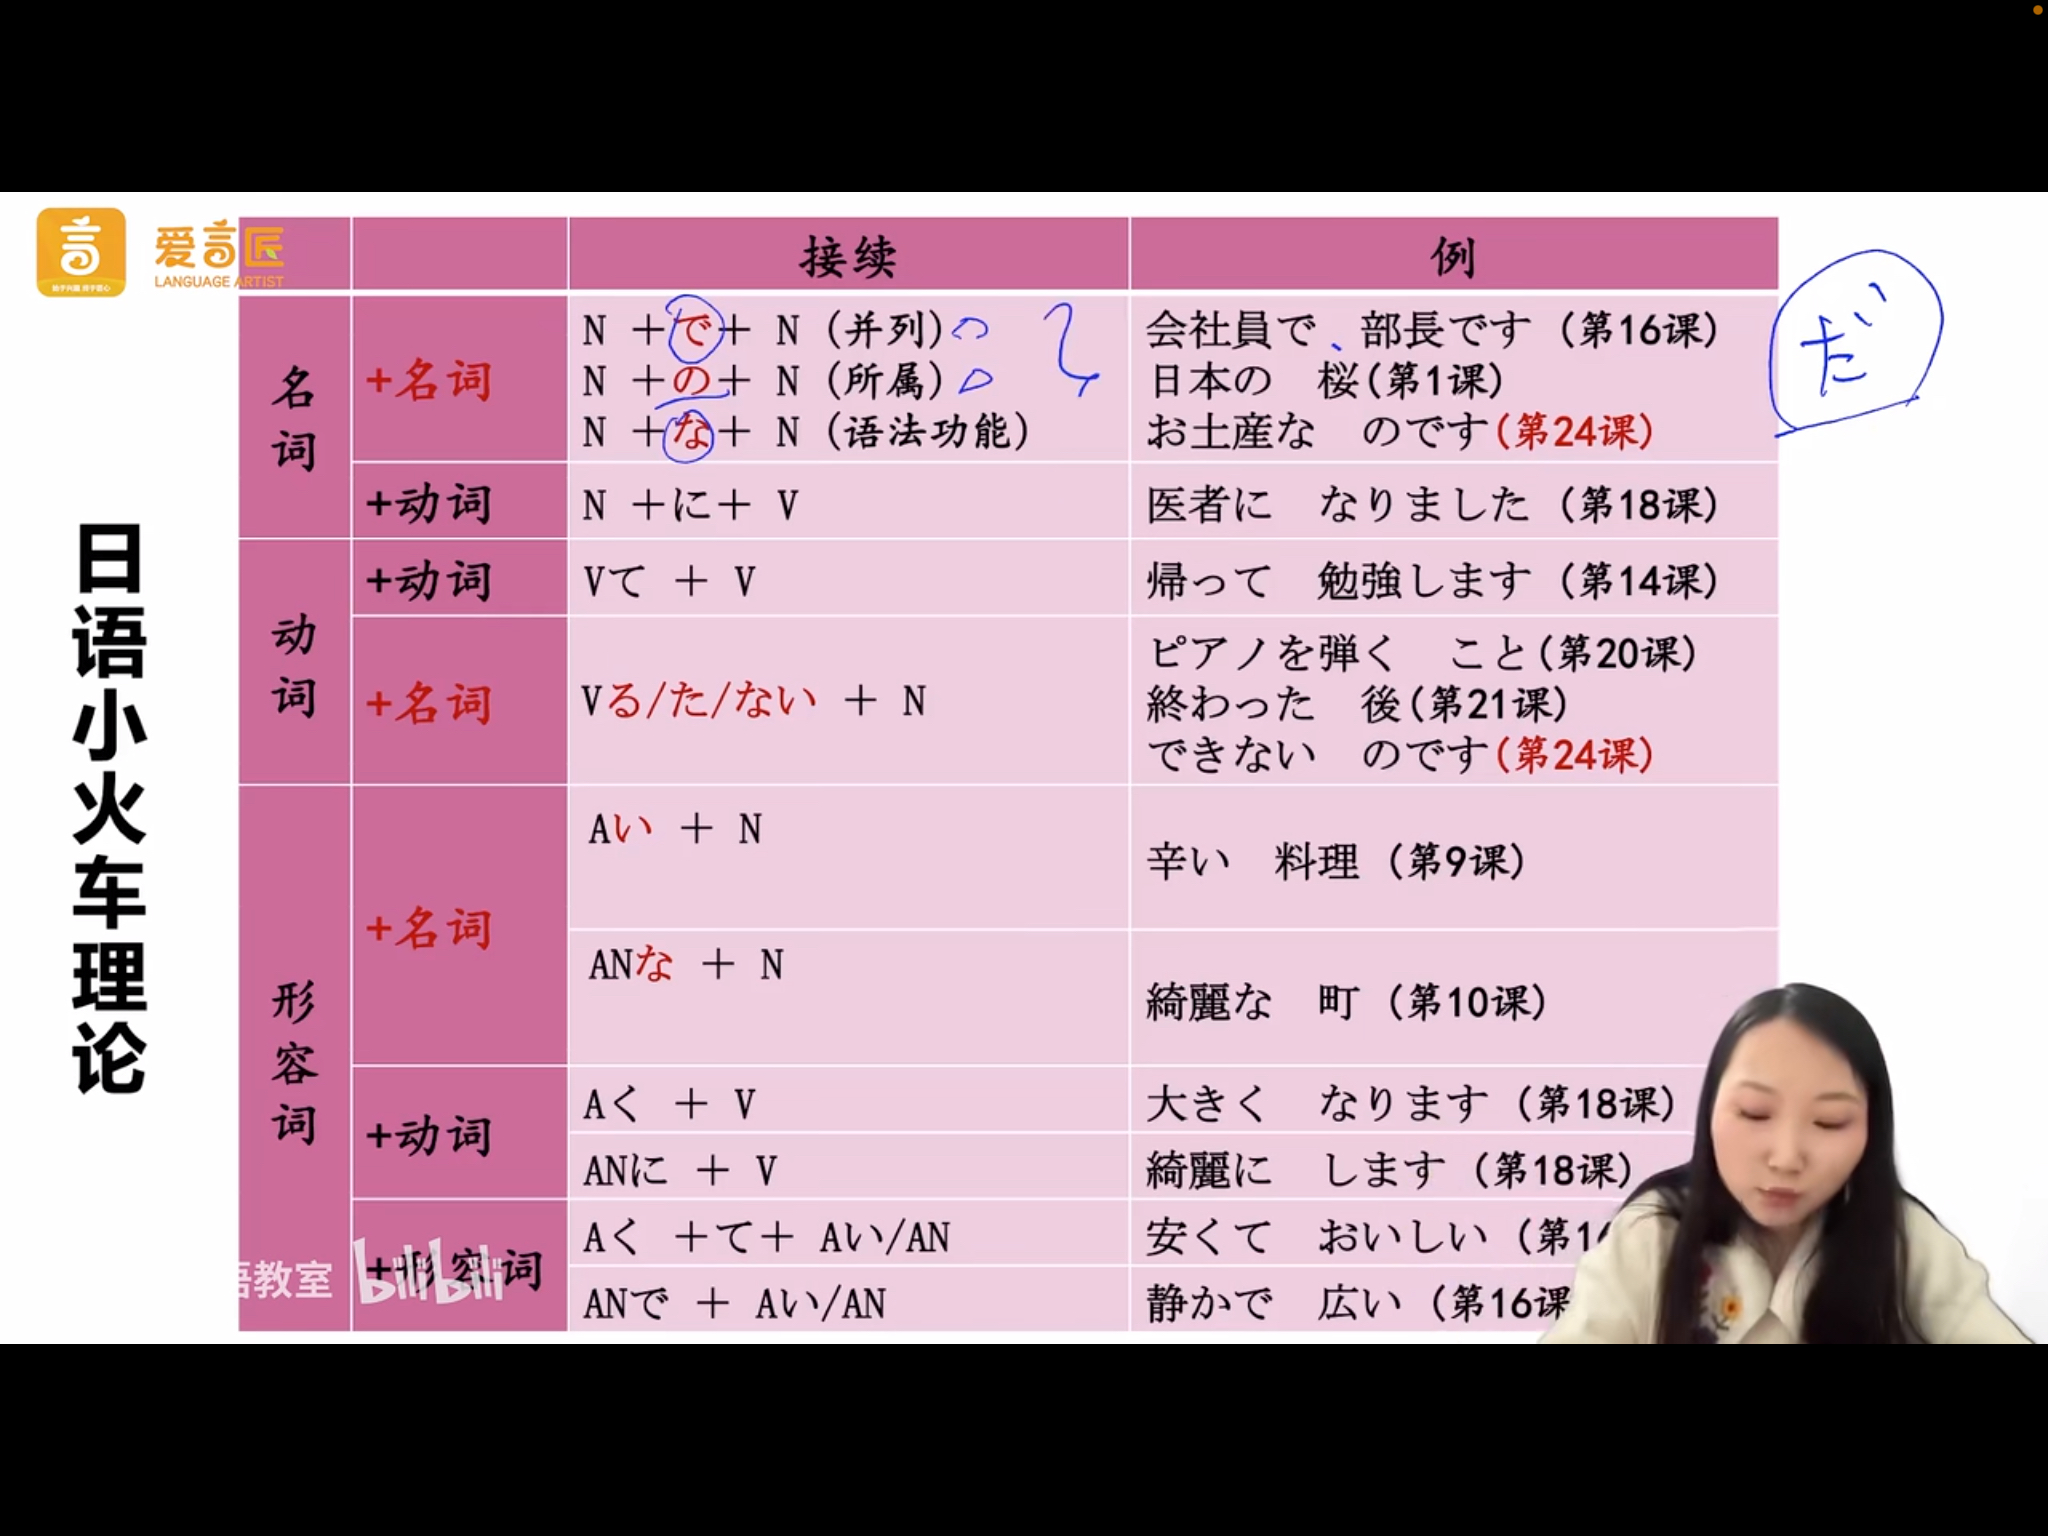 爱言匠
LANGUAGE ARTIST
言
日语小火车理论
接续
例
名词
+名词
N +で+ N (并列)
N +の+ N (所属)
N +な+ N (语法功能)
会社員で、部長です (第16课)
日本の 桜(第1课)
お土産な のです(第24课)
だ
+动词
N +に+ V
医者に なりました (第18课)
动词
+动词
Vて + V
帰って 勉強します (第14课)
+名词
Vる/た/ない + N
ピアノを弾く こと(第20课)
終わった 後(第21课)
できない のです(第24课)
形容词
+名词
Aい + N
辛い 料理 (第9课)
ANな + N
綺麗な 町 (第10课)
+动词
Aく + V
大きく なります (第18课)
ANに + V
綺麗に します (第18课)
+形容词
Aく +て+ Aい/AN
安くて おいしい (第1
ANで + Aい/AN
静かで 広い (第16课
语教室
bilibili